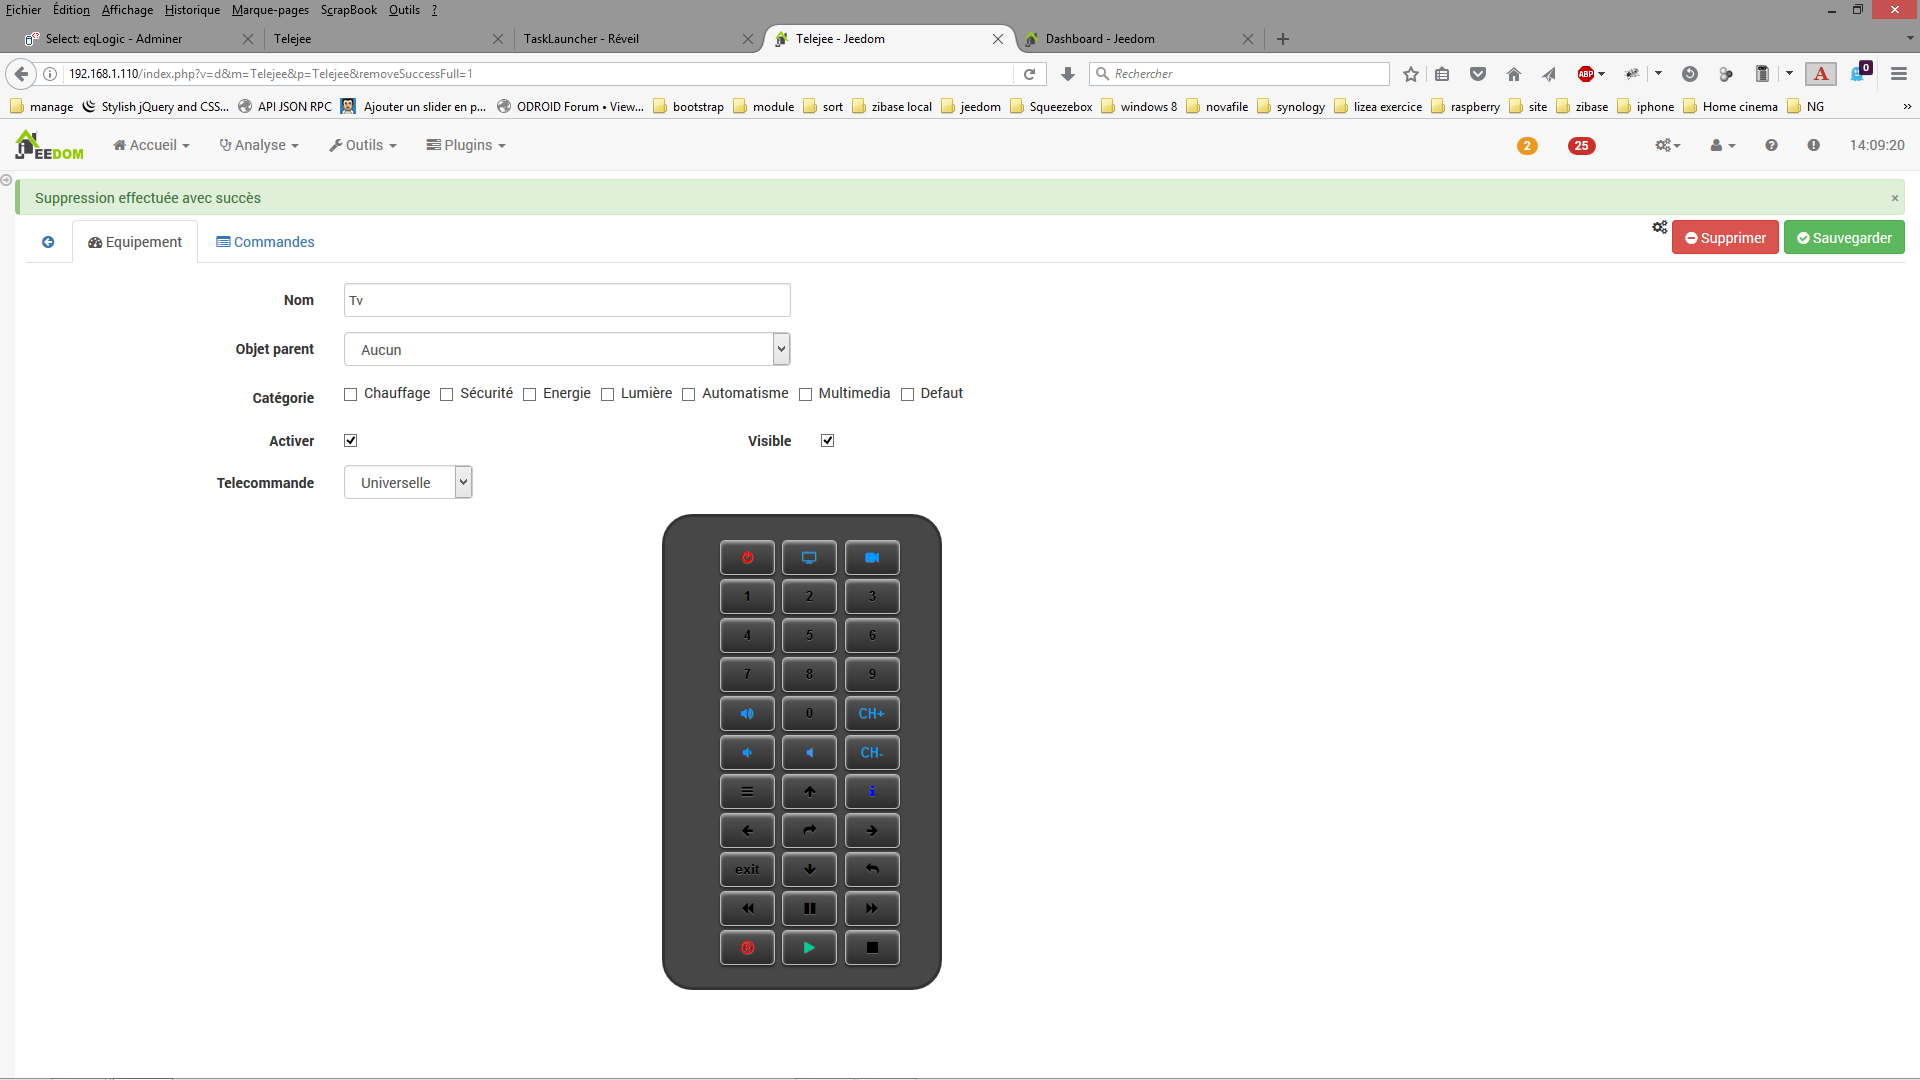 Fichier Édition Affichage Historique Marque-pages ScrapBook Outils ?
Select: eqLogic - Adminer Telejee TaskLauncher - Réveil Telejee - Jeedom Dashboard - Jeedom
192.168.1.110/index.php?v=d&m=Telejee&p=Telejee&removeSuccessFull=1 Rechercher ABP A 0
manage Stylish jQuery and CSS... API JSON RPC Ajouter un slider en p... ODROID Forum • View... bootstrap module sort zibase local jeedom Squeezebox windows 8 novafile synology lizea exercice raspberry site zibase iphone Home cinema NG »
JEEDOM Accueil Analyse Outils Plugins 2 25 14:09:20
Suppression effectuée avec succès ×
Equipement Commandes Supprimer Sauvegarder
Nom Tv
Objet parent Aucun
Catégorie Chauffage Sécurité Energie Lumière Automatisme Multimedia Defaut
Activer Visible
Telecommande Universelle
1 2 3
4 5 6
7 8 9
0 CH+
CH-
i
exit